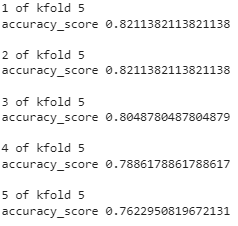 1 of kfold 5
accuracy_score 0.8211382113821138
2 of kfold 5
accuracy_score 0.8211382113821138
3 of kfold 5
accuracy_score 0.8048780487804879
4 of kfold 5
accuracy_score 0.7886178861788617
5 of kfold 5
accuracy_score 0.7622950819672131